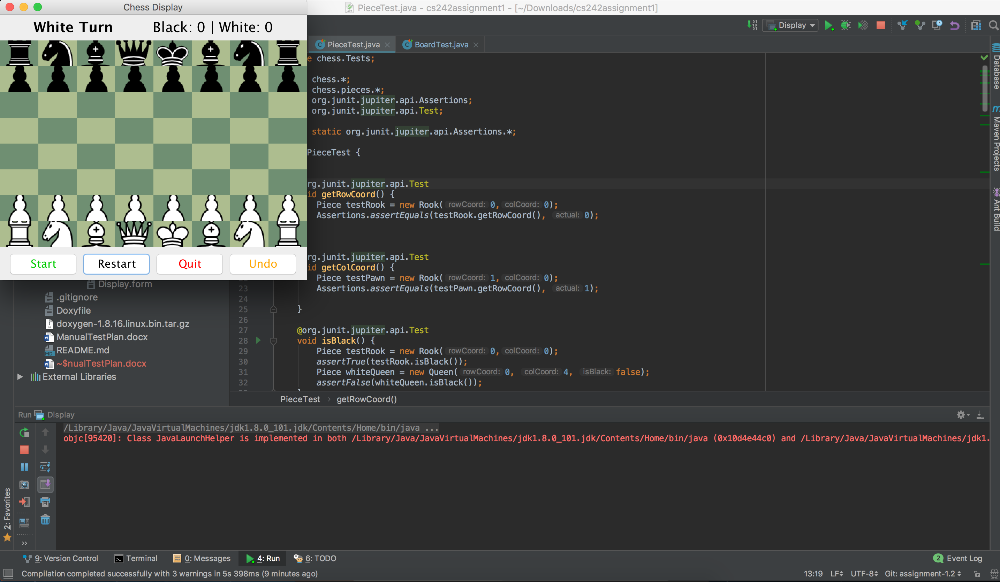 Chess Display
PieceTest.java - cs242assignment1 - [~/Downloads/cs242assignment1]
White Turn
Black: 0 | White: 0
Display
PieceTest.java
BoardTest.java
e chess.Tests;
chess.*;
chess.pieces.*;
org.junit.jupiter.api.Assertions;
org.junit.jupiter.api.Test;
static org.junit.jupiter.api.Assertions.*;
PieceTest {
rg.junit.jupiter.api.Test
id getRowCoord() {
Piece testRook = new Rook( rowCoord: 0, colCoord: 0);
Assertions.assertEquals(testRook.getRowCoord(), actual: 0);
rg.junit.jupiter.api.Test
id getColCoord() {
Piece testPawn = new Rook( rowCoord: 1, colCoord: 0);
23 Assertions.assertEquals(testPawn.getRowCoord(), actual: 1);
24
25 }
26
27 @org.junit.jupiter.api.Test
28 void isBlack() {
29 Piece testRook = new Rook( rowCoord: 0, colCoord: 0);
30 assertTrue(testRook.isBlack());
31 Piece whiteQueen = new Queen( rowCoord: 0, colCoord: 4, isBlack: false);
32 assertFalse(whiteQueen.isBlack());
Start
Restart
Quit
Undo
Display.form
.gitignore
Doxyfile
doxygen-1.8.16.linux.bin.tar.gz
ManualTestPlan.docx
README.md
~$nualTestPlan.docx
External Libraries
Database
Maven Projects
Ant Build
PieceTest › getRowCoord()
Run Display
/Library/Java/JavaVirtualMachines/jdk1.8.0_101.jdk/Contents/Home/bin/java ...
objc[95420]: Class JavaLaunchHelper is implemented in both /Library/Java/JavaVirtualMachines/jdk1.8.0_101.jdk/Contents/Home/bin/java (0x10d4e44c0) and /Library/Java/JavaVirtualMachines/jdk1.
2: Favorites
9: Version Control
Terminal
0: Messages
4: Run
6: TODO
2 Event Log
Compilation completed successfully with 3 warnings in 5s 398ms (9 minutes ago)
13:19 LF UTF-8 Git: assignment-1.2